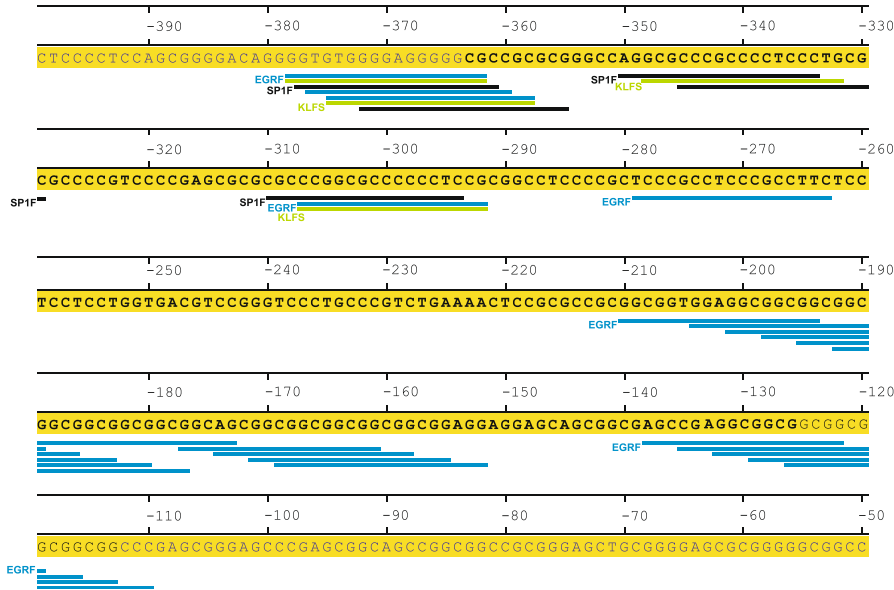 -390 -380 -370 -360 -350 -340 -330
CTCCCCTCCAGCGGGGACAGGGGTGTGGGGAGGGGGCGCCGCGCGGGCCAGGCGCCCGCCCCTCCCTGCG
EGRF SP1F
SP1F KLFS
KLFS
-320 -310 -300 -290 -280 -270 -260
CGCCCCGTCCCCGAGCGCGCGCCCGGCGCCCCCCTCCGCGGCCTCCCCGCTCCCGCCTCCCGCCTTCTCC
SP1F SP1F EGRF
EGRF
KLFS
-250 -240 -230 -220 -210 -200 -190
TCCTCCTGGTGACGTCCGGGTCCCTGCCCGTCTGAAAACTCCGCGCCGCGGCGGTGGAGGCGGCGGCGGC
EGRF
-180 -170 -160 -150 -140 -130 -120
GGCGGCGGCGGCGGCAGCGGCGGCGGCGGCGGCGGAGGAGGAGCAGCGGCGAGCCGAGGCGGCGGCGGCG
EGRF
-110 -100 -90 -80 -70 -60 -50
GCGGCGGCCCGAGCGGGAGCCCGAGCGGCAGCCGGCGGCCGCGGGAGCTGCGGGGAGCGCGGGGGCGGCC
EGRF